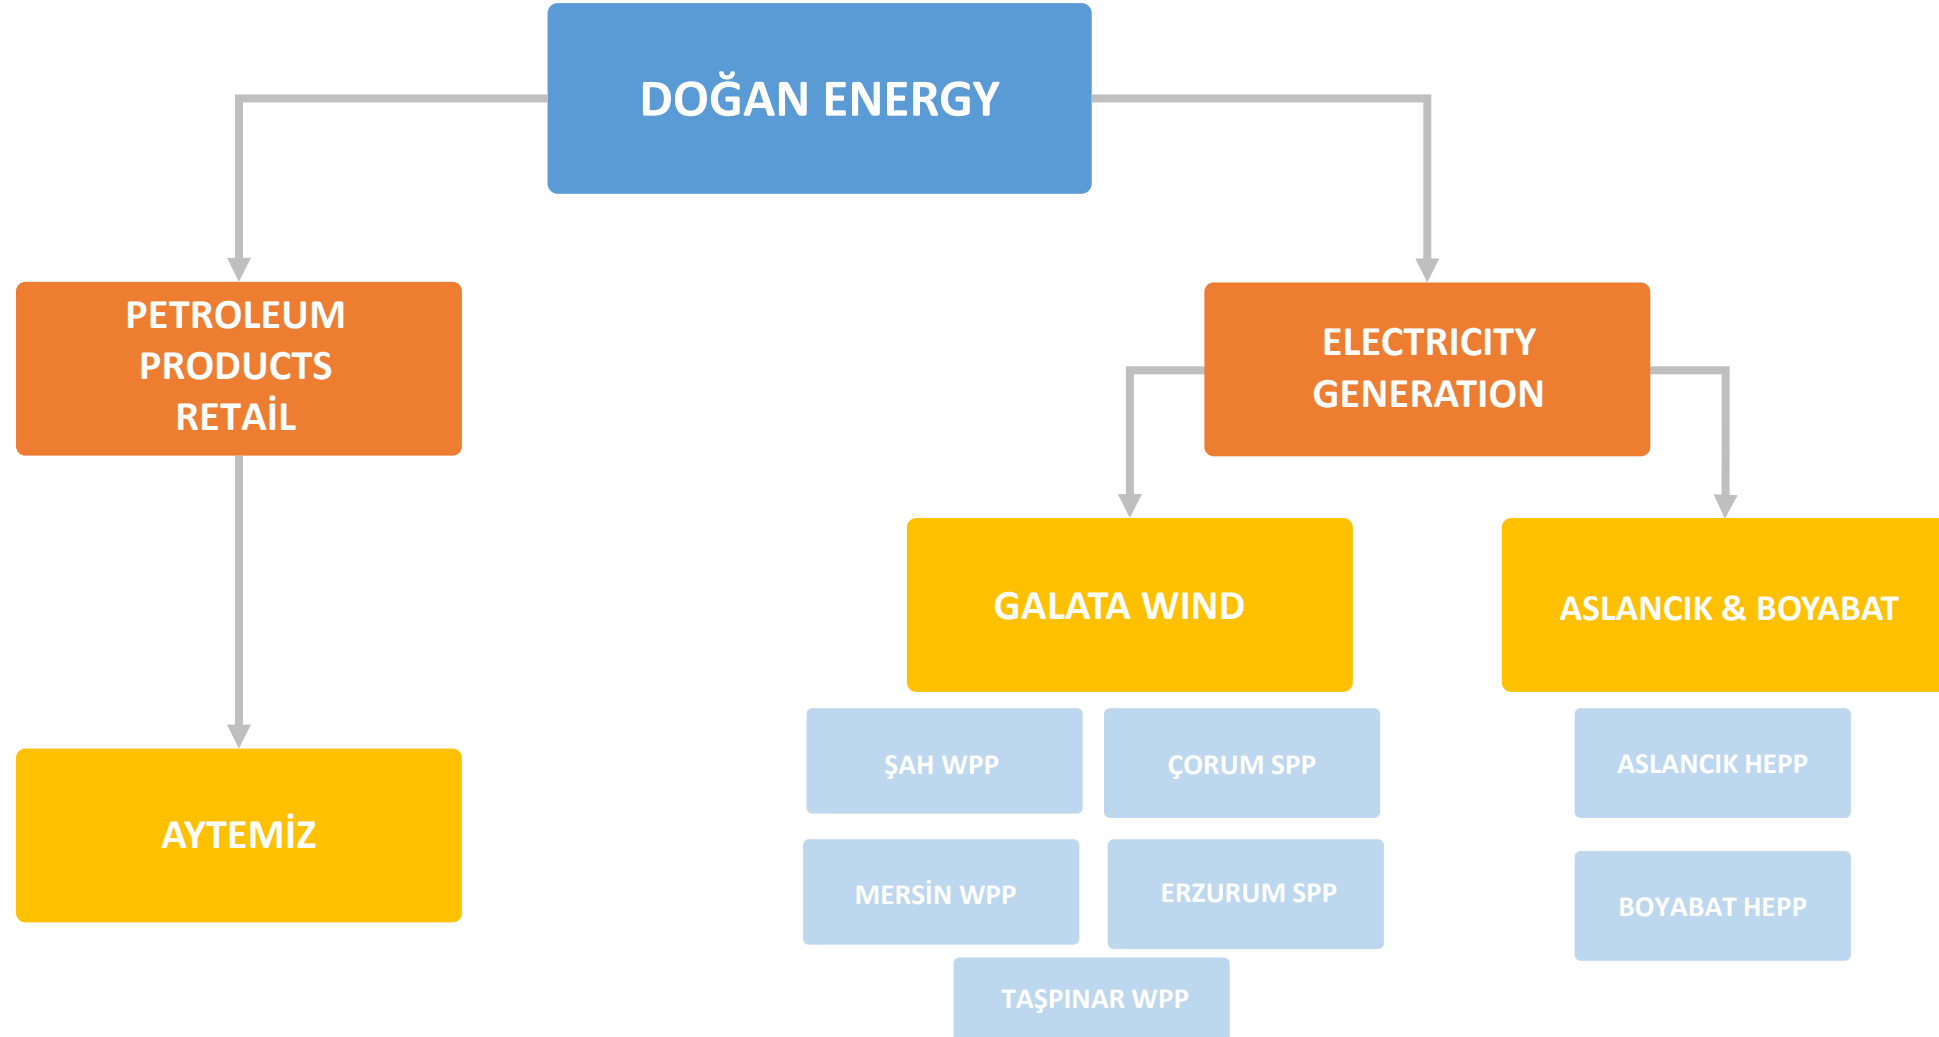 DOĞAN ENERGY
PETROLEUM
PRODUCTS
RETAİL
ELECTRICITY
GENERATION
GALATA WIND
ASLANCIK & BOYABAT
ŞAH WPP
ÇORUM SPP
ASLANCIK HEPP
AYTEMİZ
MERSİN WPP
ERZURUM SPP
BOYABAT HEPP
TAŞPINAR WPP